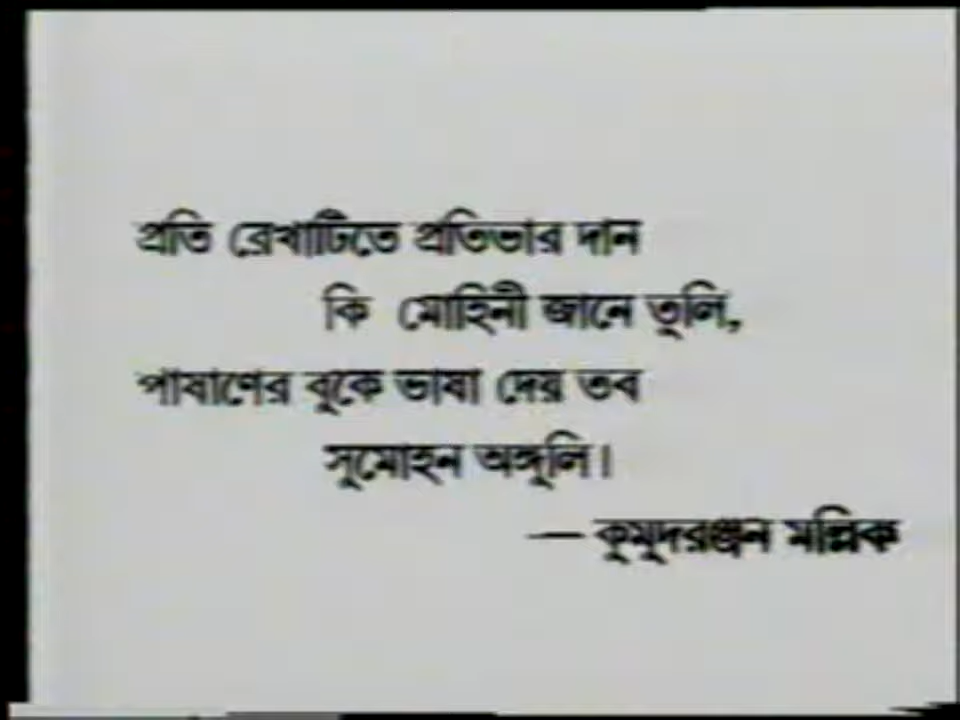 প্রতি রেখাটিতে প্রতিভার দান
কি মোহিনী জানে তুলি,
পাষাণের বুকে ভাষা দেয় তব
সুমোহন অঙ্গুলি।
— কুমুদরঞ্জন মল্লিক